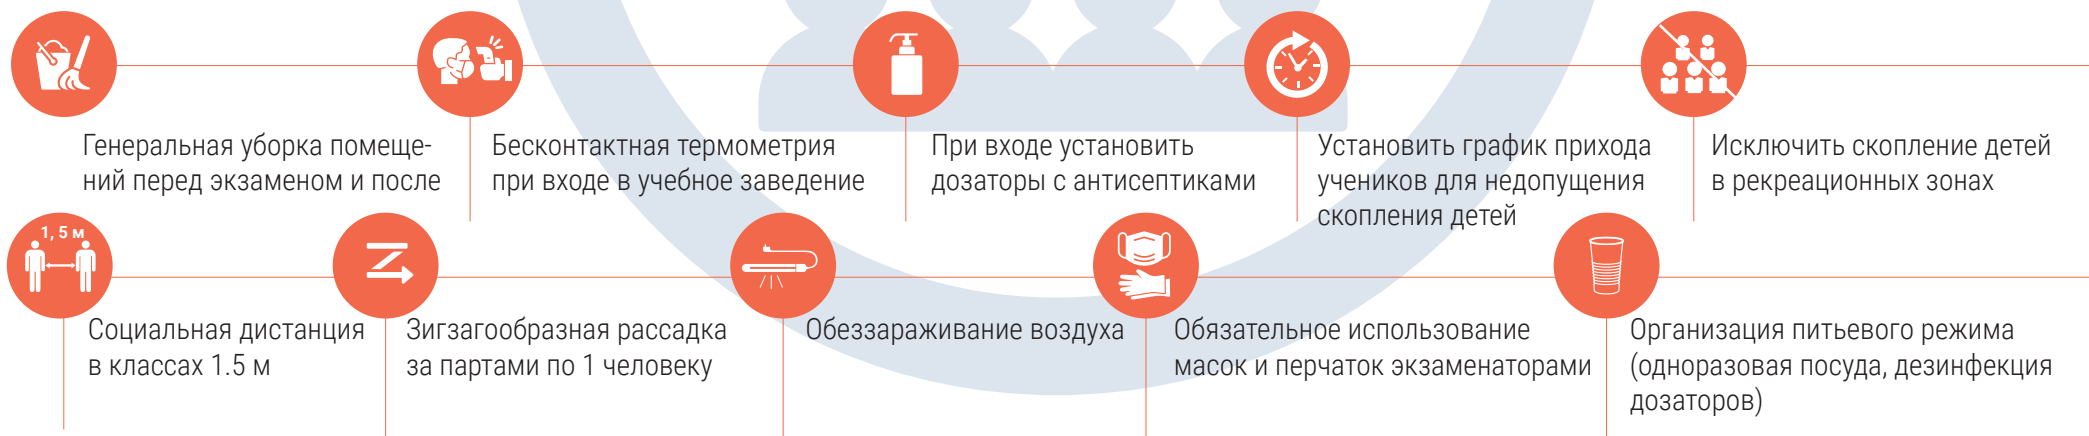 Генеральная уборка помеще-
ний перед экзаменом и после
Бесконтактная термометрия
при входе в учебное заведение
При входе установить
дозаторы с антисептиками
Установить график прихода
учеников для недопущения
скопления детей
Исключить скопление детей
в рекреационных зонах
1, 5 м
Социальная дистанция
в классах 1.5 м
Зигзагообразная рассадка
за партами по 1 человеку
Обеззараживание воздуха
Обязательное использование
масок и перчаток экзаменаторами
Организация питьевого режима
(одноразовая посуда, дезинфекция
дозаторов)